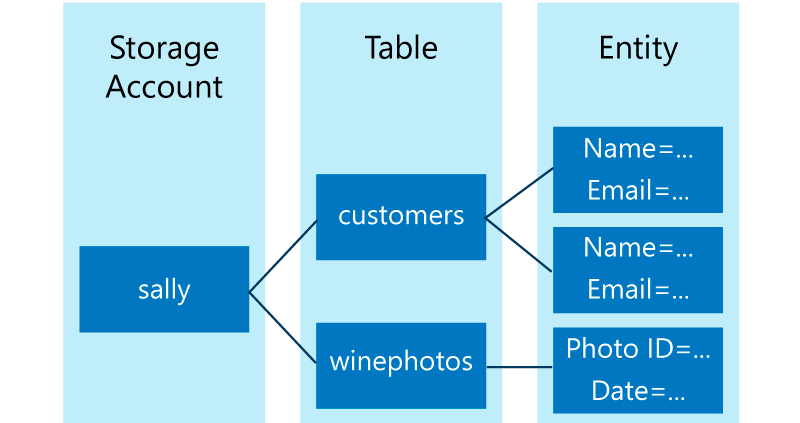 Storage
Account
sally
Table
customers
winephotos
Entity
Name=...
Email=...
Name=...
Email=...
Photo ID=...
Date=...